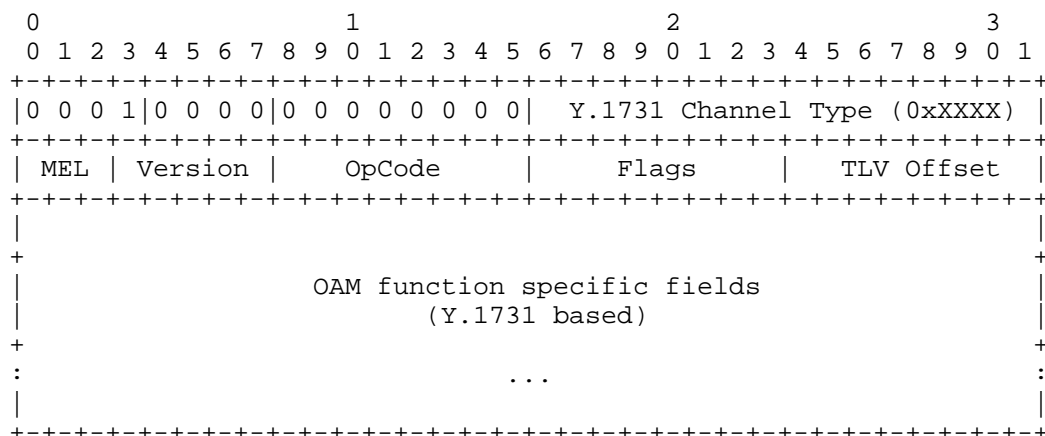 0                   1                   2                   3
0 1 2 3 4 5 6 7 8 9 0 1 2 3 4 5 6 7 8 9 0 1 2 3 4 5 6 7 8 9 0 1
+-+-+-+-+-+-+-+-+-+-+-+-+-+-+-+-+-+-+-+-+-+-+-+-+-+-+-+-+-+-+-+-+
|0 0 0 1|0 0 0 0|0 0 0 0 0 0 0 0|  Y.1731 Channel Type (0xXXXX) |
+-+-+-+-+-+-+-+-+-+-+-+-+-+-+-+-+-+-+-+-+-+-+-+-+-+-+-+-+-+-+-+-+
| MEL | Version |    OpCode     |     Flags     |   TLV Offset  |
+-+-+-+-+-+-+-+-+-+-+-+-+-+-+-+-+-+-+-+-+-+-+-+-+-+-+-+-+-+-+-+-+
|                                                               |
+                                                               +
|                 OAM function specific fields                  |
|                        (Y.1731 based)                         |
+                                                               +
:                              ...                              :
|                                                               |
+-+-+-+-+-+-+-+-+-+-+-+-+-+-+-+-+-+-+-+-+-+-+-+-+-+-+-+-+-+-+-+-+